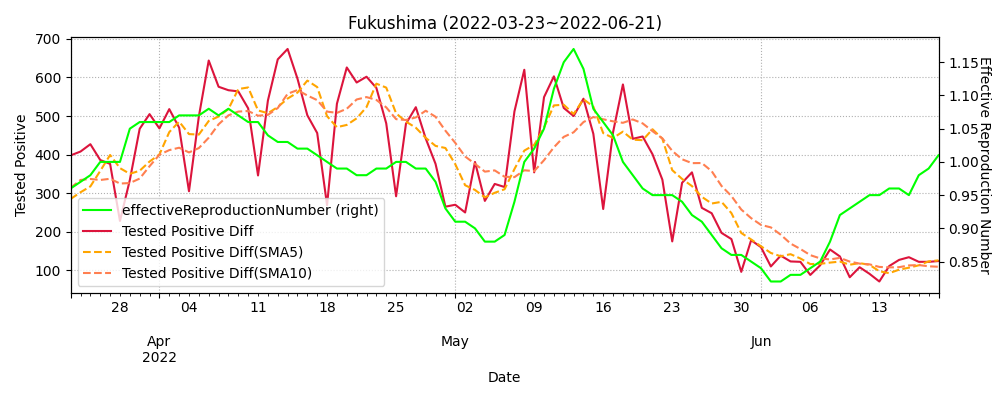 Fukushima (2022-03-23~2022-06-21)
Tested Positive
700
600
500
400
300
200
100
1.15
1.10
1.05
1.00
0.95
0.90
0.85
Effective Reproduction Number
effectiveReproductionNumber (right)
Tested Positive Diff
Tested Positive Diff(SMA5)
Tested Positive Diff(SMA10)
28 04 11 18 25 02 09 16 23 30 06 13
Apr May Jun
2022
Date